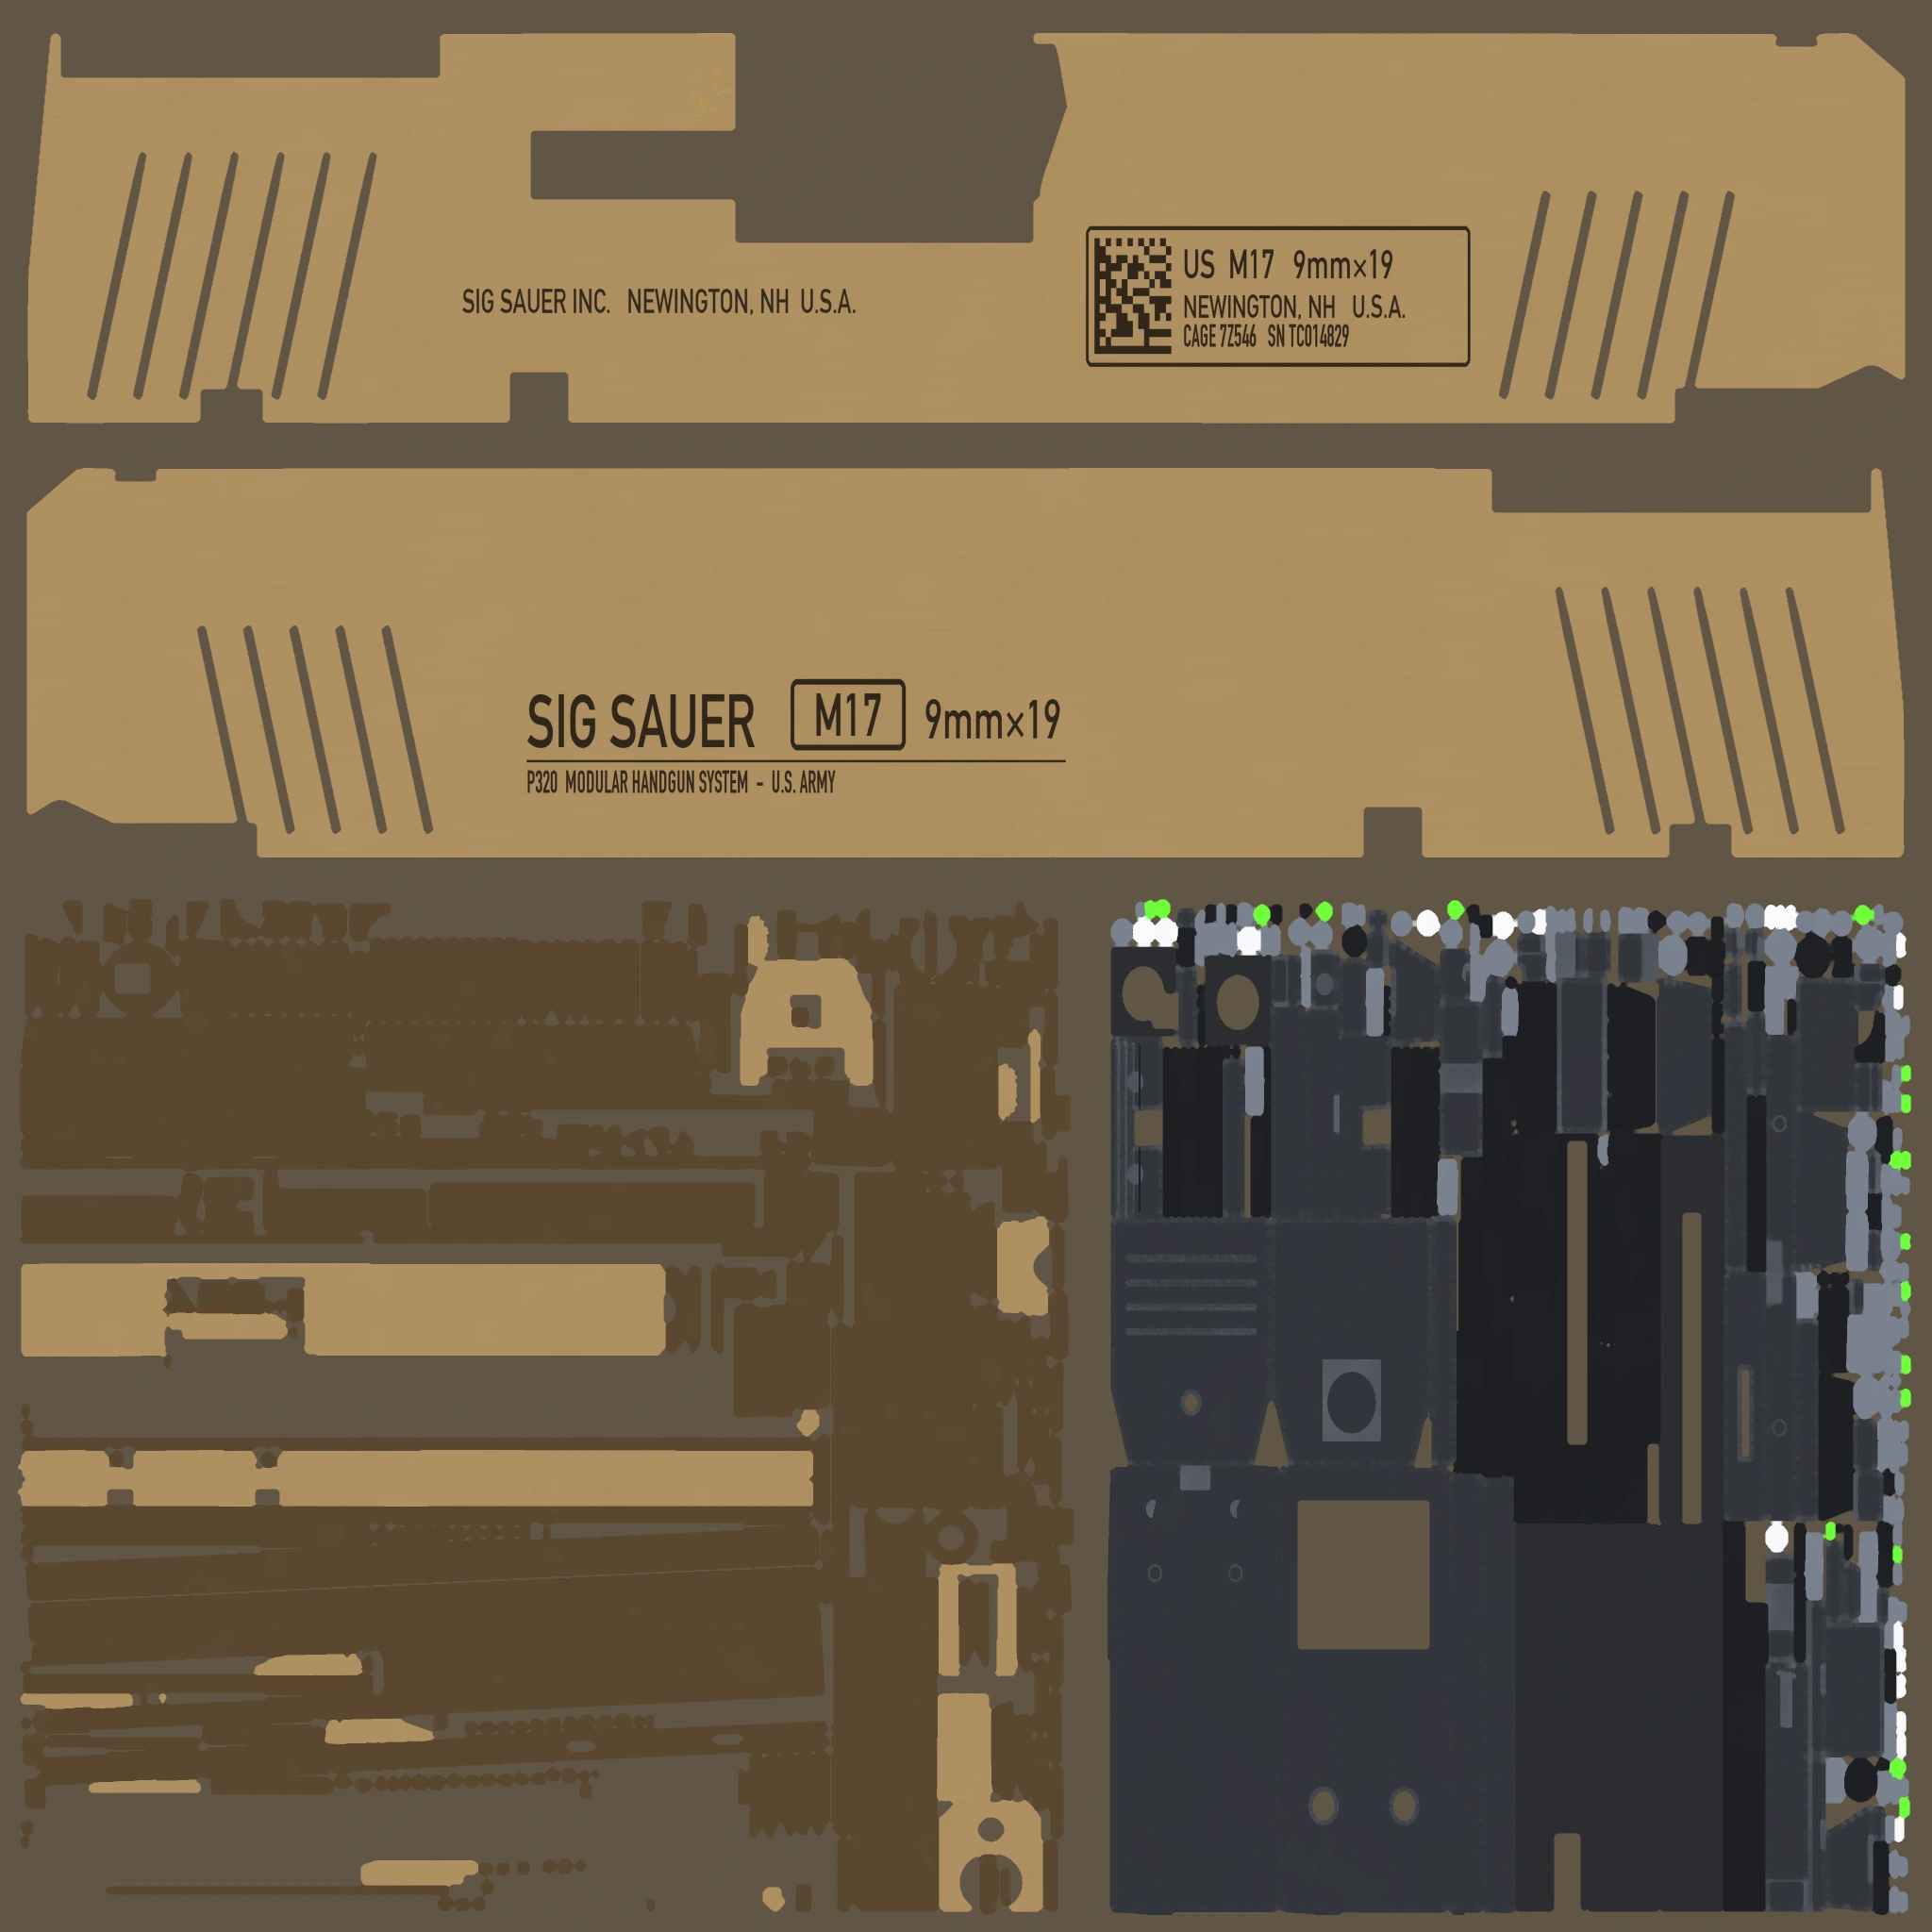 US M17 9mm×19
NEWINGTON, NH U.S.A.
CAGE 7Z546 SN TC014829
SIG SAUER INC. NEWINGTON, NH U.S.A.
SIG SAUER M17 9mm×19
P320 MODULAR HANDGUN SYSTEM - U.S. ARMY